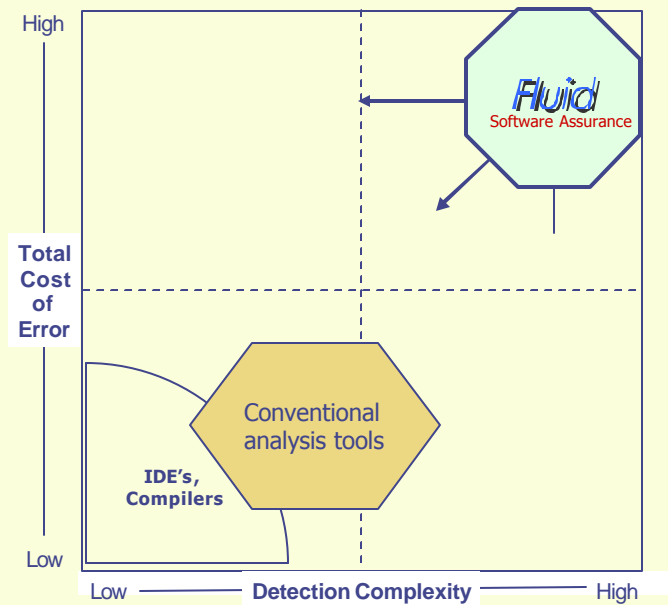 High
Fluid
Software Assurance
Total
Cost
of
Error
Conventional
analysis tools
IDE's,
Compilers
Low
Low
Detection Complexity
High